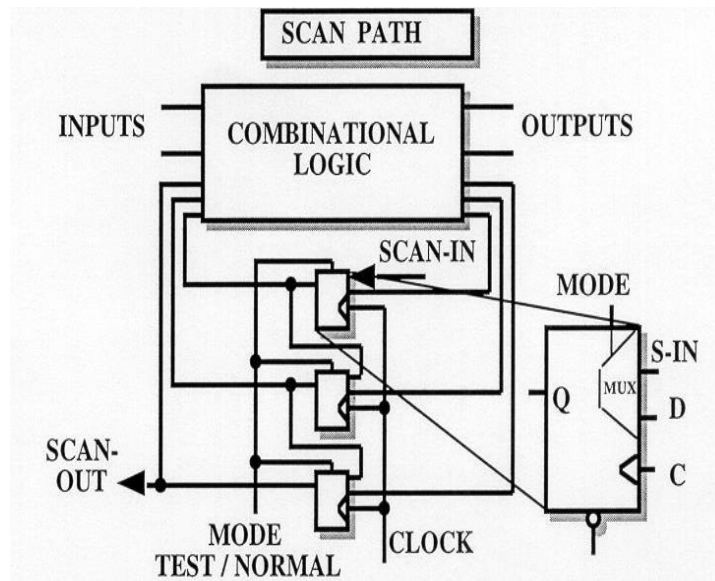 SCAN PATH
INPUTS
COMBINATIONAL
LOGIC
OUTPUTS
SCAN-IN
MODE
S-IN
MUX
Q
D
SCAN-
OUT
C
MODE
TEST / NORMAL
CLOCK